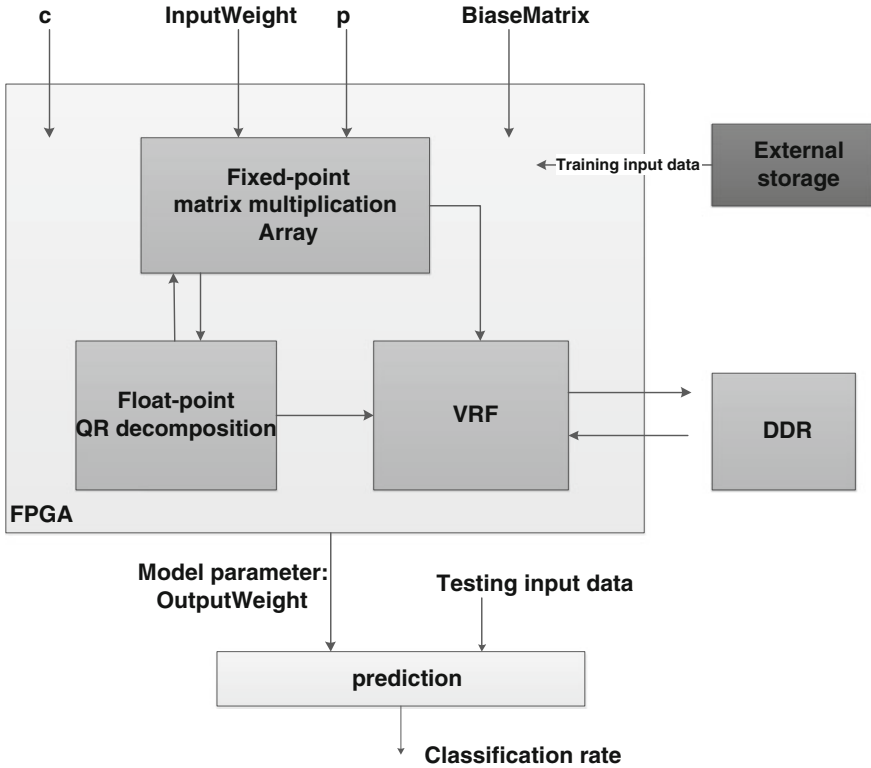 c
InputWeight
p
BiaseMatrix
Fixed-point
matrix multiplication
Array
Training input data
External
storage
Float-point
QR decomposition
VRF
DDR
FPGA
Model parameter:
OutputWeight
Testing input data
prediction
Classification rate